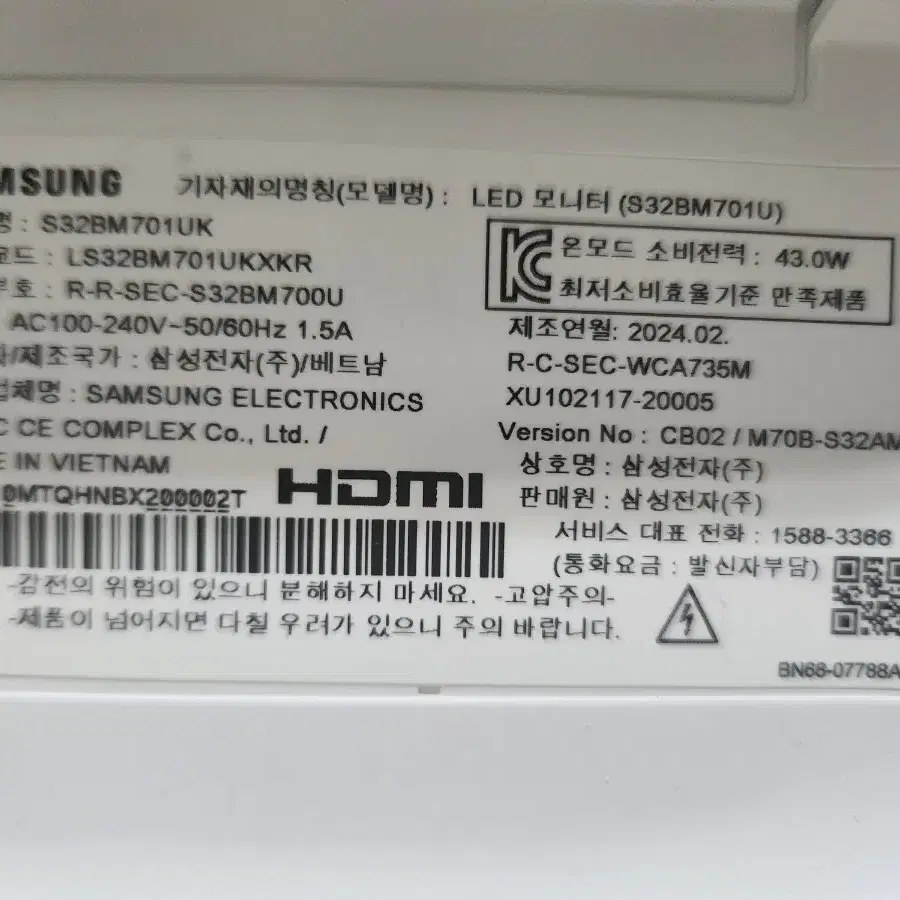 MSUNG 기자재의명칭(모델명) : LED 모니터 (S32BM701U)
형 : S32BM701UK
코드 : LS32BM701UKXKR
부호 : R-R-SEC-S32BM700U
AC100-240V~50/60Hz 1.5A
자/제조국가 : 삼성전자(주)/베트남
업체명 : SAMSUNG ELECTRONICS
C CE COMPLEX Co., Ltd. /
E IN VIETNAM
0MTQHNBX200002T
HDMI
온모드 소비전력 : 43.0W
최저소비효율기준 만족제품
제조연월: 2024.02.
R-C-SEC-WCA735M
XU102117-20005
Version No : CB02 / M70B-S32AM
상호명 : 삼성전자(주)
판매원 : 삼성전자(주)
서비스 대표 전화 : 1588-3366
(통화요금 : 발신자부담)
-감전의 위험이 있으니 분해하지 마세요. -고압주의-
-제품이 넘어지면 다칠 우려가 있으니 주의 바랍니다.
BN68-07788A